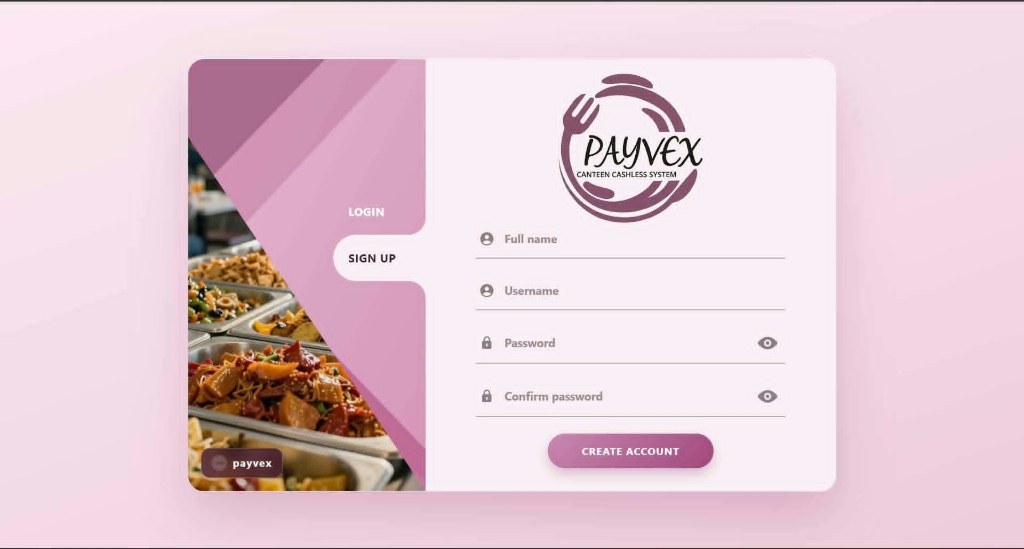 LOGIN
SIGN UP
payvex
PAYVEX
CANTEEN CASHLESS SYSTEM
Full name
Username
Password
Confirm password
CREATE ACCOUNT